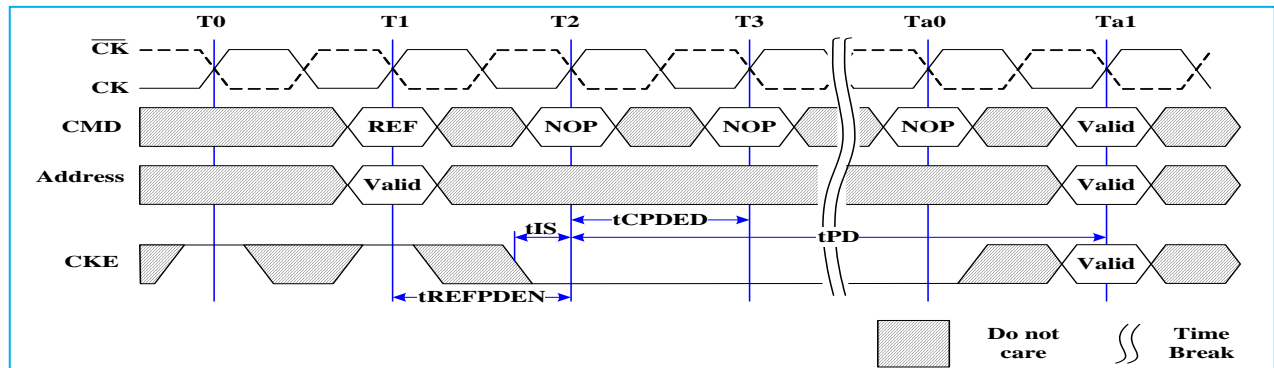 T0 T1 T2 T3 Ta0 Ta1
CK
CK
CMD REF NOP NOP NOP Valid
Address Valid Valid
tIS tCPDED
tPD
CKE Valid
tREFPDEN
Do not care
Time Break